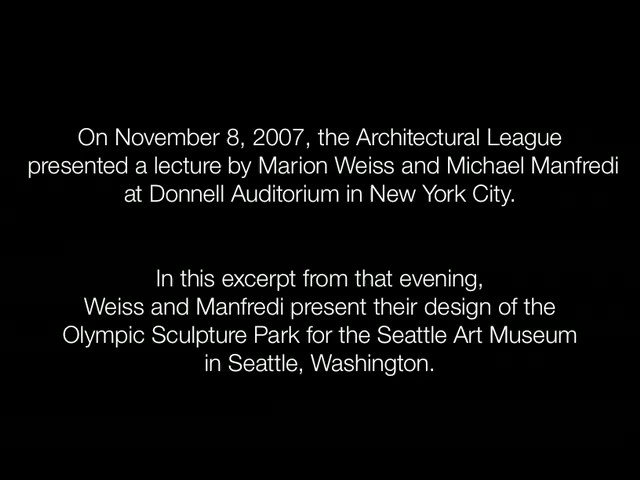 On November 8, 2007, the Architectural League
presented a lecture by Marion Weiss and Michael Manfredi
at Donnell Auditorium in New York City.
In this excerpt from that evening,
Weiss and Manfredi present their design of the
Olympic Sculpture Park for the Seattle Art Museum
in Seattle, Washington.